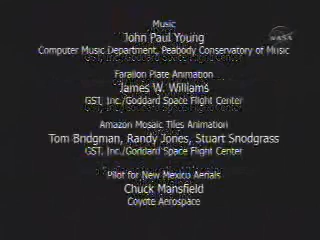 NASA
Music
John Paul Young
Computer Music Department, Peabody Conservatory of Music
Farallon Plate Animation
James W. Williams
GST, Inc./Goddard Space Flight Center
Amazon Mosaic Tiles Animation
Tom Bridgman, Randy Jones, Stuart Snodgrass
GST, Inc./Goddard Space Flight Center
Pilot for New Mexico Aerials
Chuck Mansfield
Coyote Aerospace